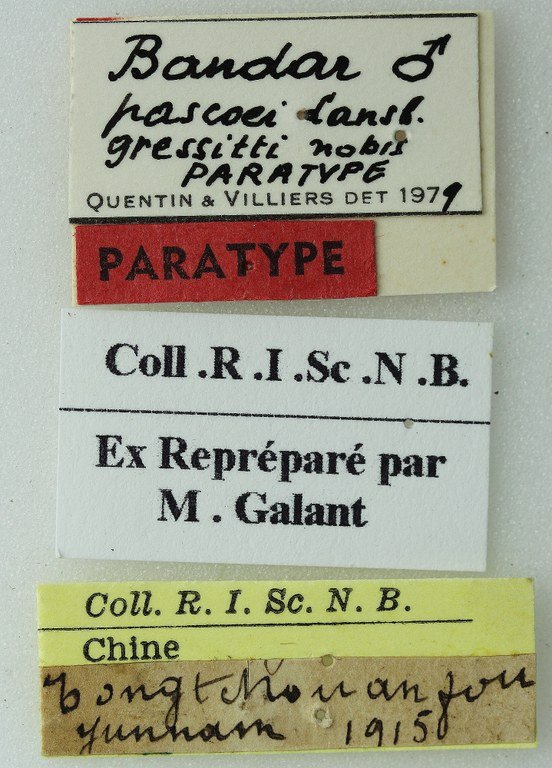 Bandar ♂
pascoei Lansb.
gressitti nobis
PARATYPE
QUENTIN & VILLIERS DET 1979
PARATYPE
Coll .R .I .Sc .N .B.
Ex Repréparé par
M . Galant
Coll. R. I. Sc. N. B.
Chine
Yunnam 1915